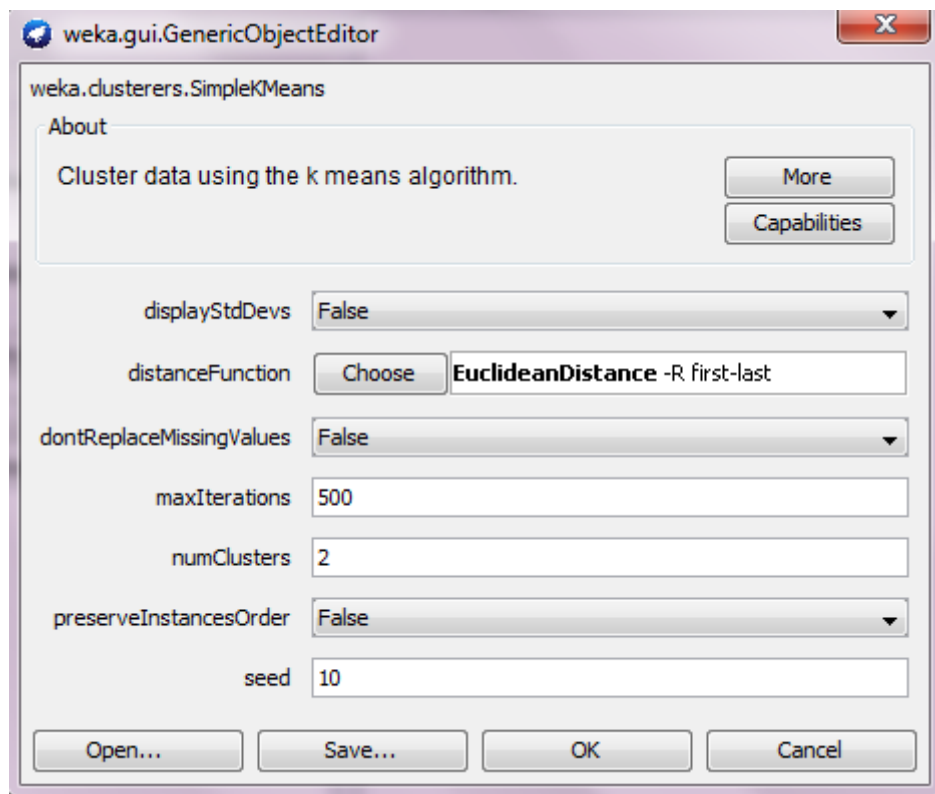 weka.gui.GenericObjectEditor
X
weka.clusterers.SimpleKMeans
About
Cluster data using the k means algorithm.
More
Capabilities
displayStdDevs False
distanceFunction Choose EuclideanDistance -R first-last
dontReplaceMissingValues False
maxIterations 500
numClusters 2
preserveInstancesOrder False
seed 10
Open... Save... OK Cancel